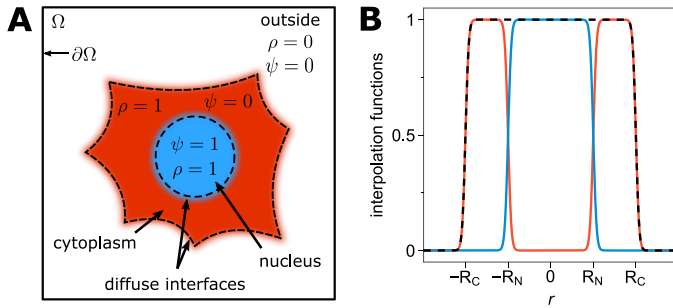 A
Ω
∂Ω
outside
ρ = 0
ψ = 0
ρ = 1
ψ = 0
ψ = 1
ρ = 1
cytoplasm
nucleus
diffuse interfaces
B
interpolation functions
1
0.5
0
−R_C
−R_N
0
R_N
R_C
r